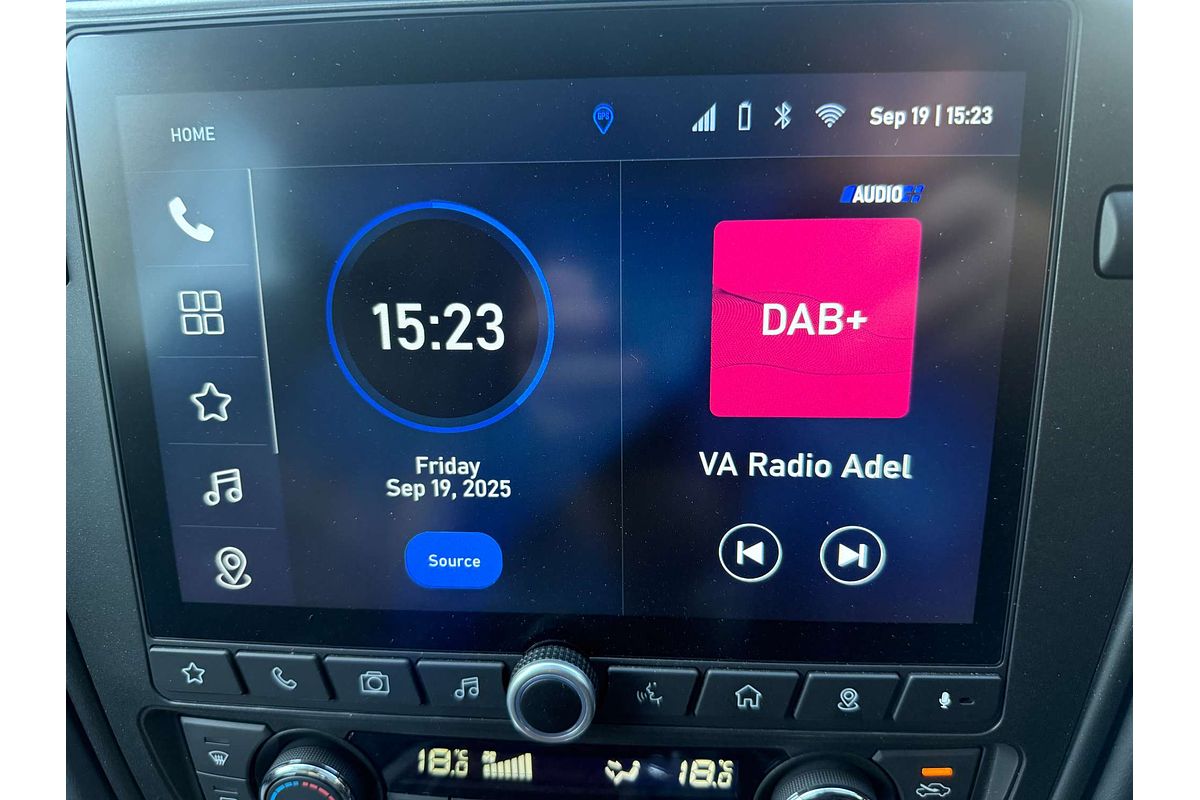 HOME
GPS
Sep 19 | 15:23
AUDIO
15:23
DAB+
Friday
Sep 19, 2025
VA Radio Adel
Source
18.0°C
18.0°C